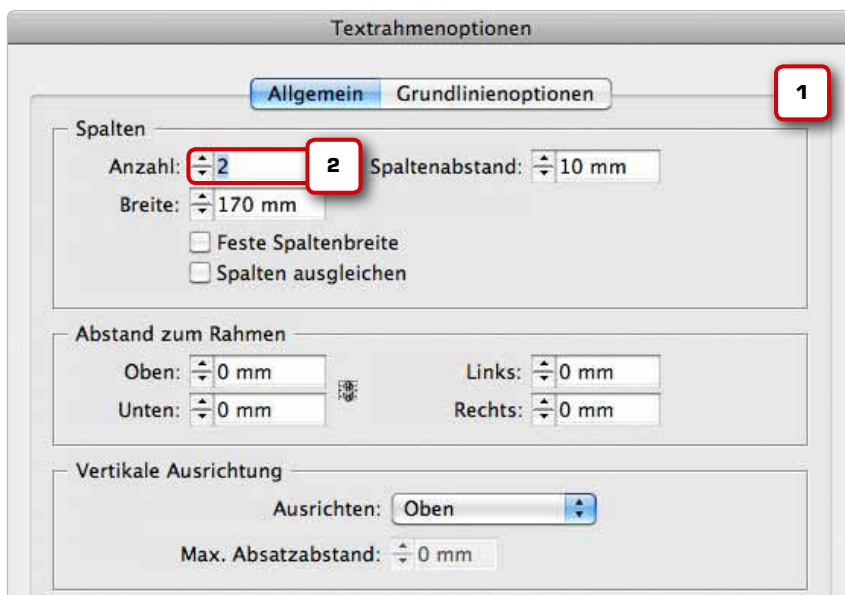 Textrahmenoptionen
Allgemein Grundlinienoptionen
1
Spalten
Anzahl: 2 2 Spaltenabstand: 10 mm
Breite: 170 mm
Feste Spaltenbreite
Spalten ausgleichen
Abstand zum Rahmen
Oben: 0 mm Links: 0 mm
Unten: 0 mm Rechts: 0 mm
Vertikale Ausrichtung
Ausrichten: Oben
Max. Absatzabstand: 0 mm